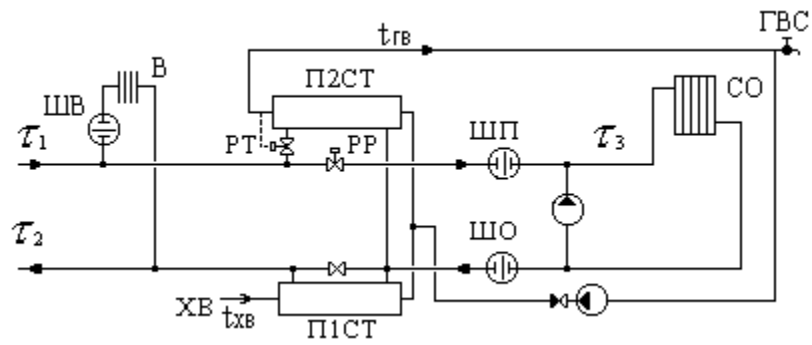 ГВС
tГВ
В
П2СТ
СО
ШВ
τ1
РТ
РР
ШП
τ3
τ2
ШО
ХВ
tХВ
П1СТ